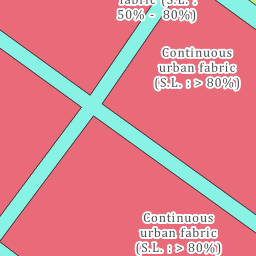 fabric (S.L. :
50% - 80%)
Continuous
urban fabric
(S.L. : > 80%)
Continuous
urban fabric
(S.L. : > 80%)